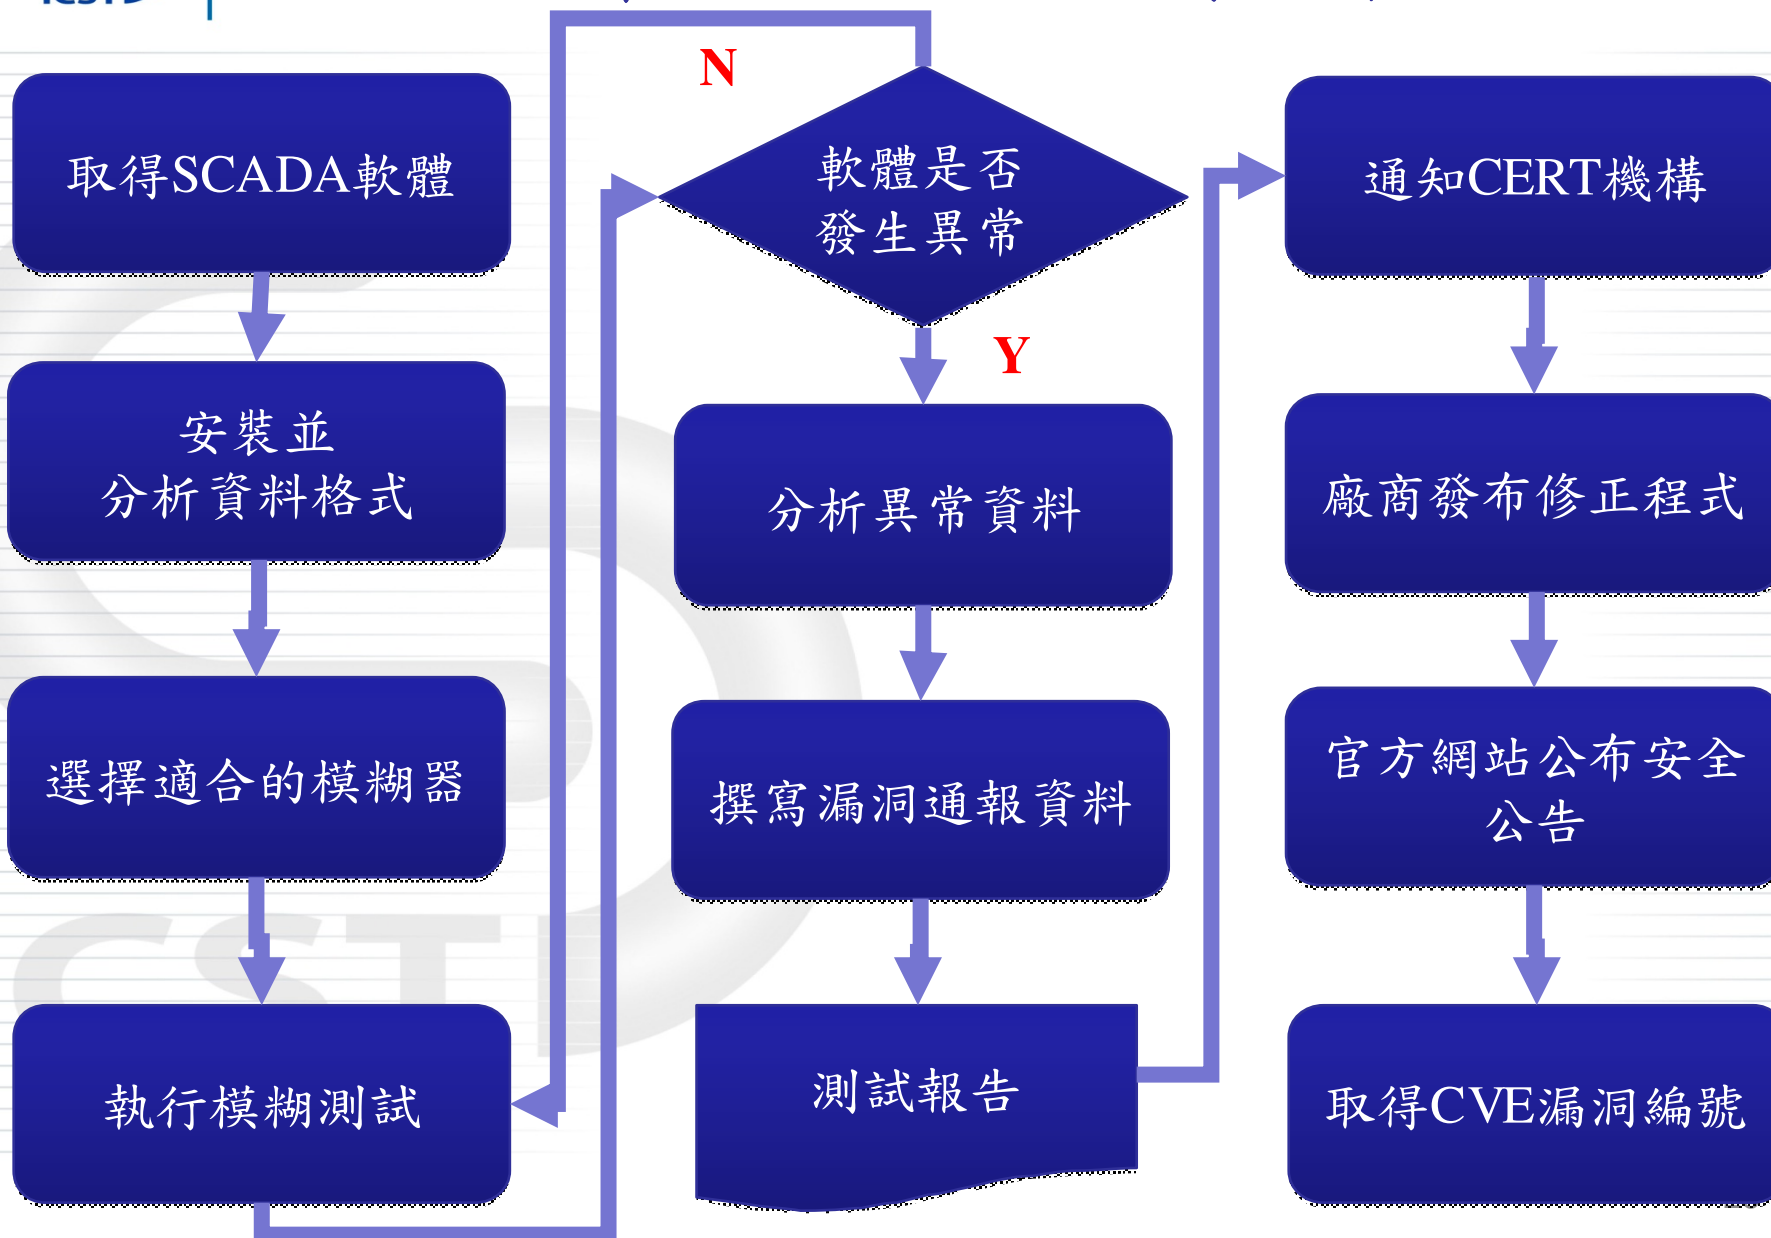 取得SCADA軟體
安裝並
分析資料格式
選擇適合的模糊器
執行模糊測試
N
軟體是否
發生異常
Y
分析異常資料
撰寫漏洞通報資料
測試報告
通知CERT機構
廠商發布修正程式
官方網站公布安全
公告
取得CVE漏洞編號
CST